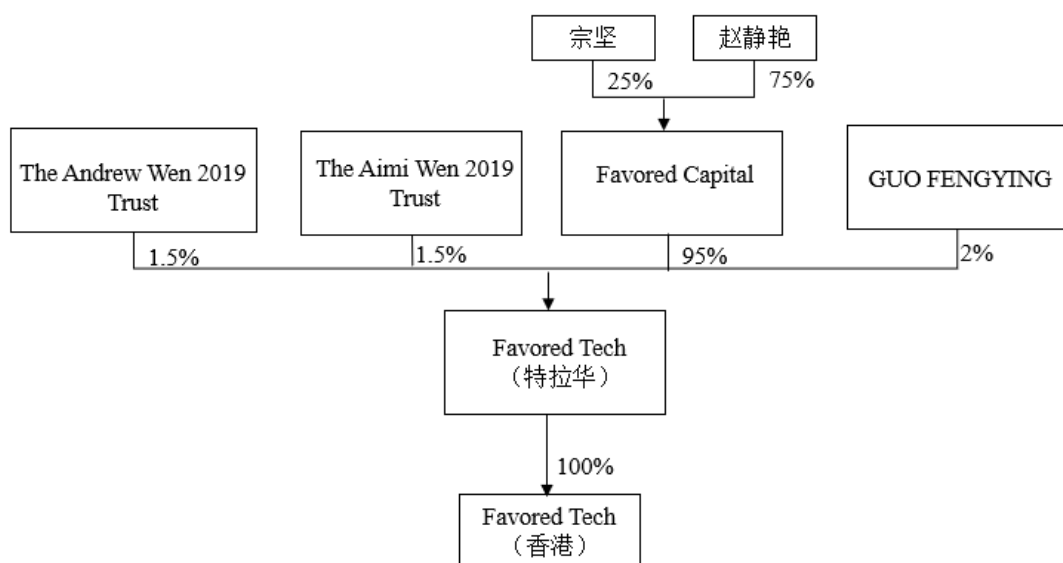 宗坚
赵静艳
25%
75%
The Andrew Wen 2019
Trust
The Aimi Wen 2019
Trust
Favored Capital
GUO FENGYING
1.5%
1.5%
95%
2%
Favored Tech
（特拉华）
100%
Favored Tech
（香港）